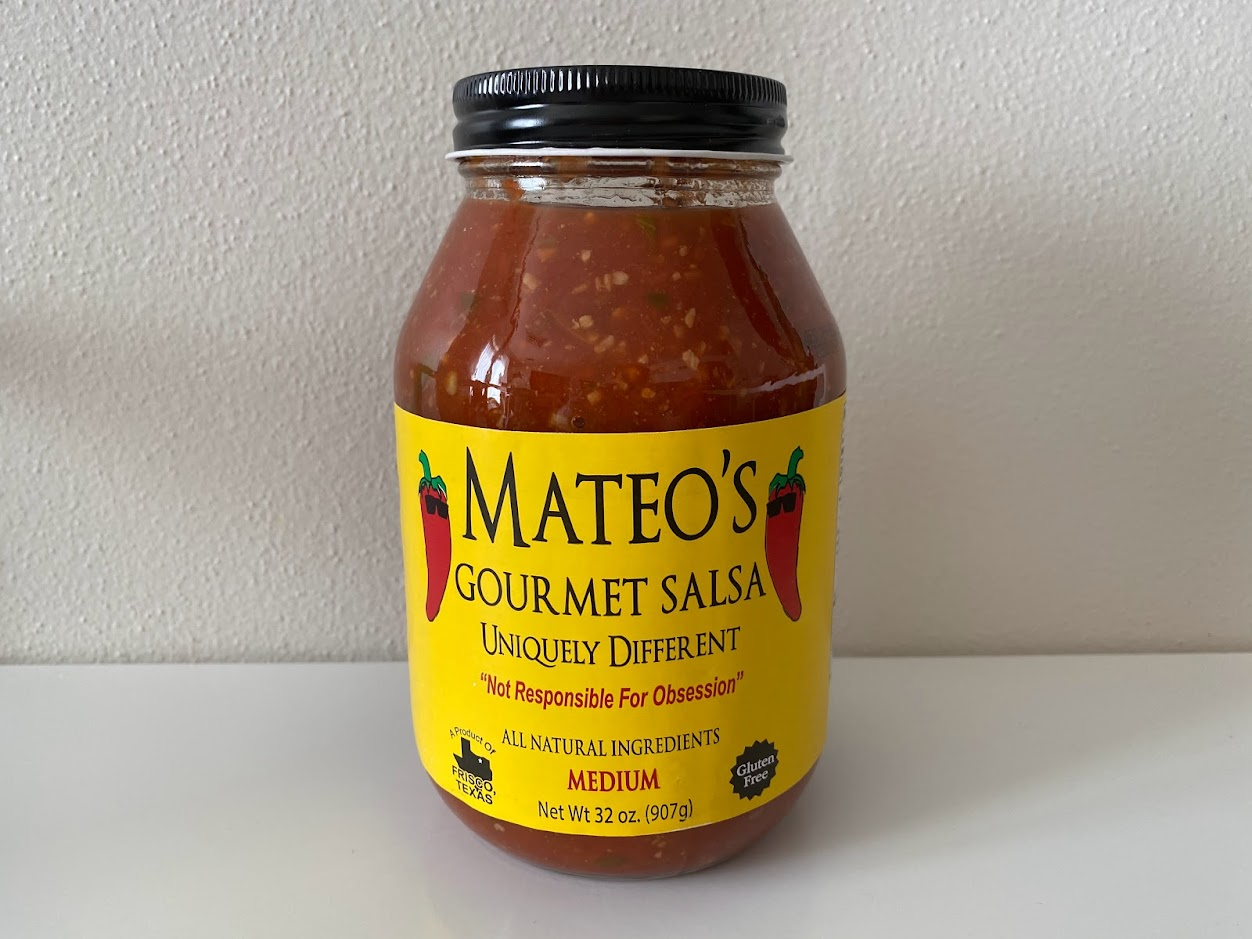 MATEO'S
GOURMET SALSA
UNIQUELY DIFFERENT
“Not Responsible For Obsession”
A Product Of
FRISCO,
TEXAS
ALL NATURAL INGREDIENTS
MEDIUM
Net Wt 32 oz. (907g)
Gluten
Free